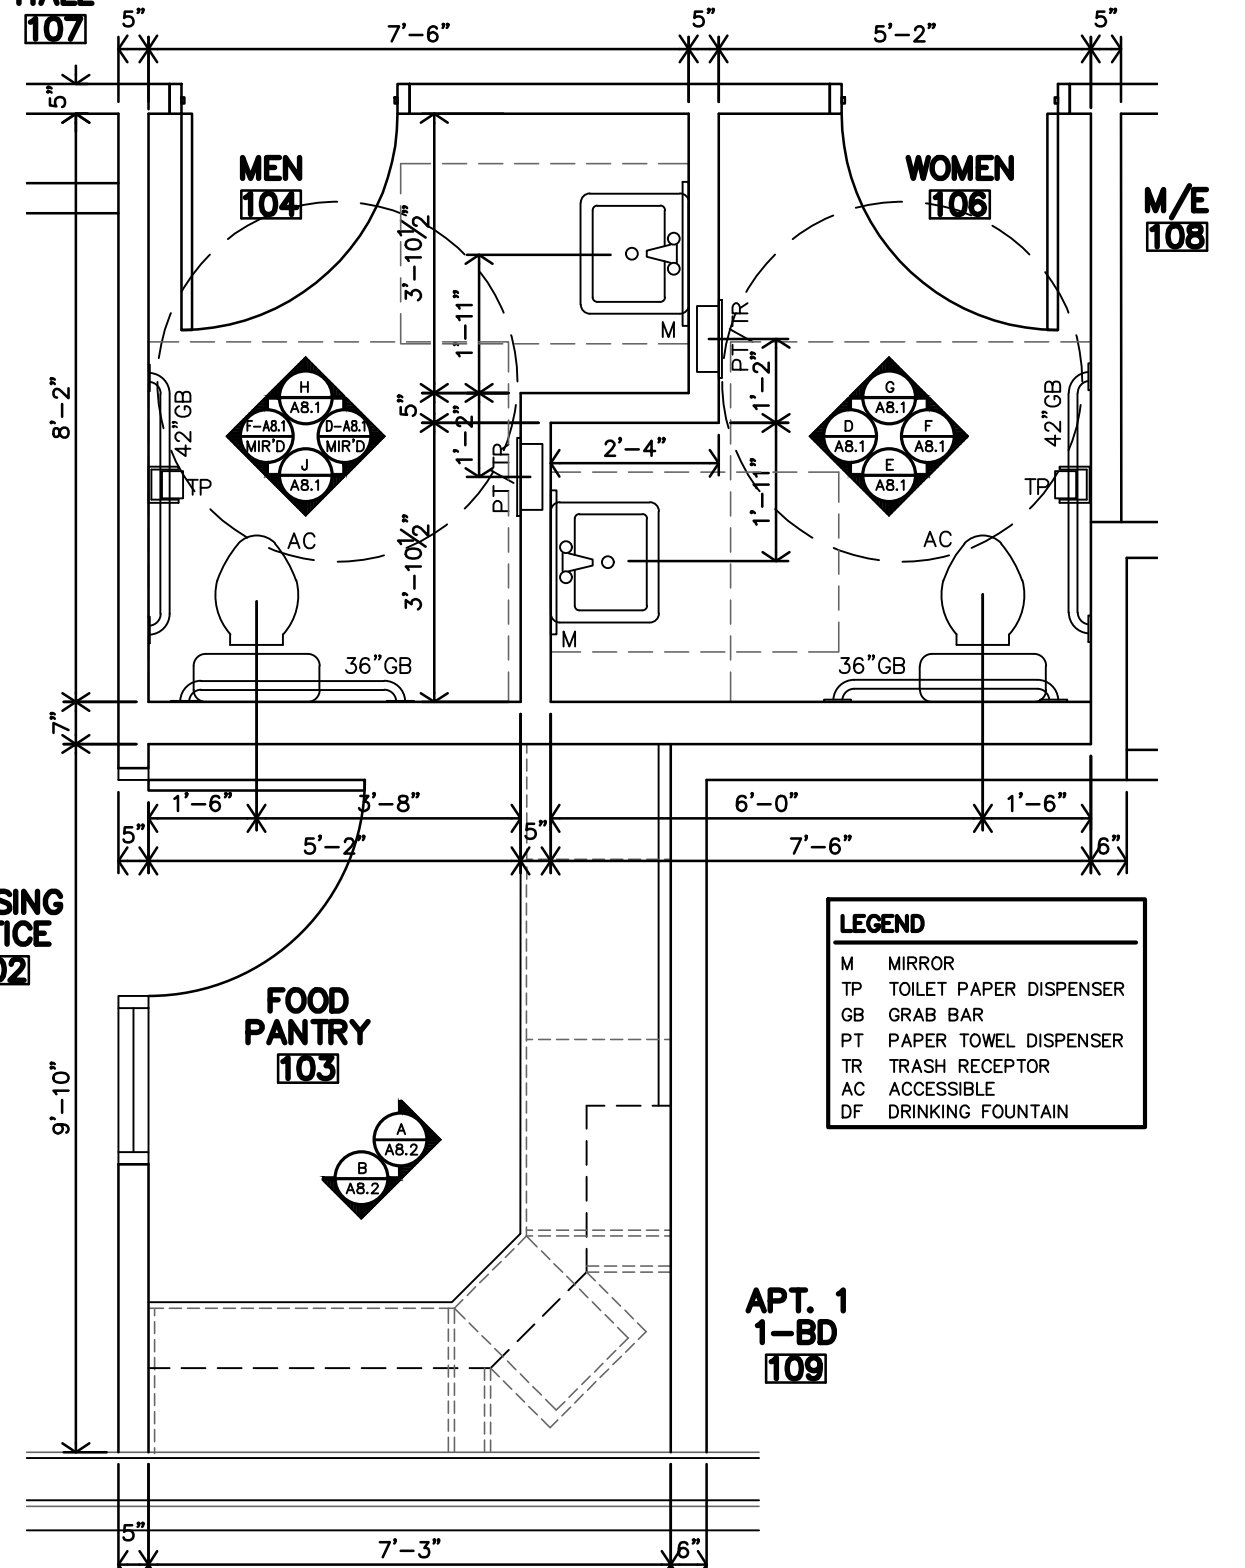 HALL
107
5”
7’-6”
5”
5’-2”
5”
5”
MEN
104
WOMEN
106
M/E
108
3’-10½”
1’-11”
M
PT TR
8’-2”
42”GB
H
A8.1
F-A8.1
MIR’D
D-A8.1
MIR’D
J
A8.1
5”
1’-2”
2’-4”
1’-2”
G
A8.1
D
A8.1
F
A8.1
E
A8.1
42”GB
TP
PT TR
1’-11”
TP
AC
3’-10½”
AC
M
36”GB
36”GB
7”
1’-6”
3’-8”
6’-0”
1’-6”
5”
5’-2”
5”
7’-6”
6”
SING
ICE
02
FOOD
PANTRY
103
9’-10”
A
A8.2
B
A8.2
LEGEND
M MIRROR
TP TOILET PAPER DISPENSER
GB GRAB BAR
PT PAPER TOWEL DISPENSER
TR TRASH RECEPTOR
AC ACCESSIBLE
DF DRINKING FOUNTAIN
APT. 1
1-BD
109
5”
7’-3”
6”